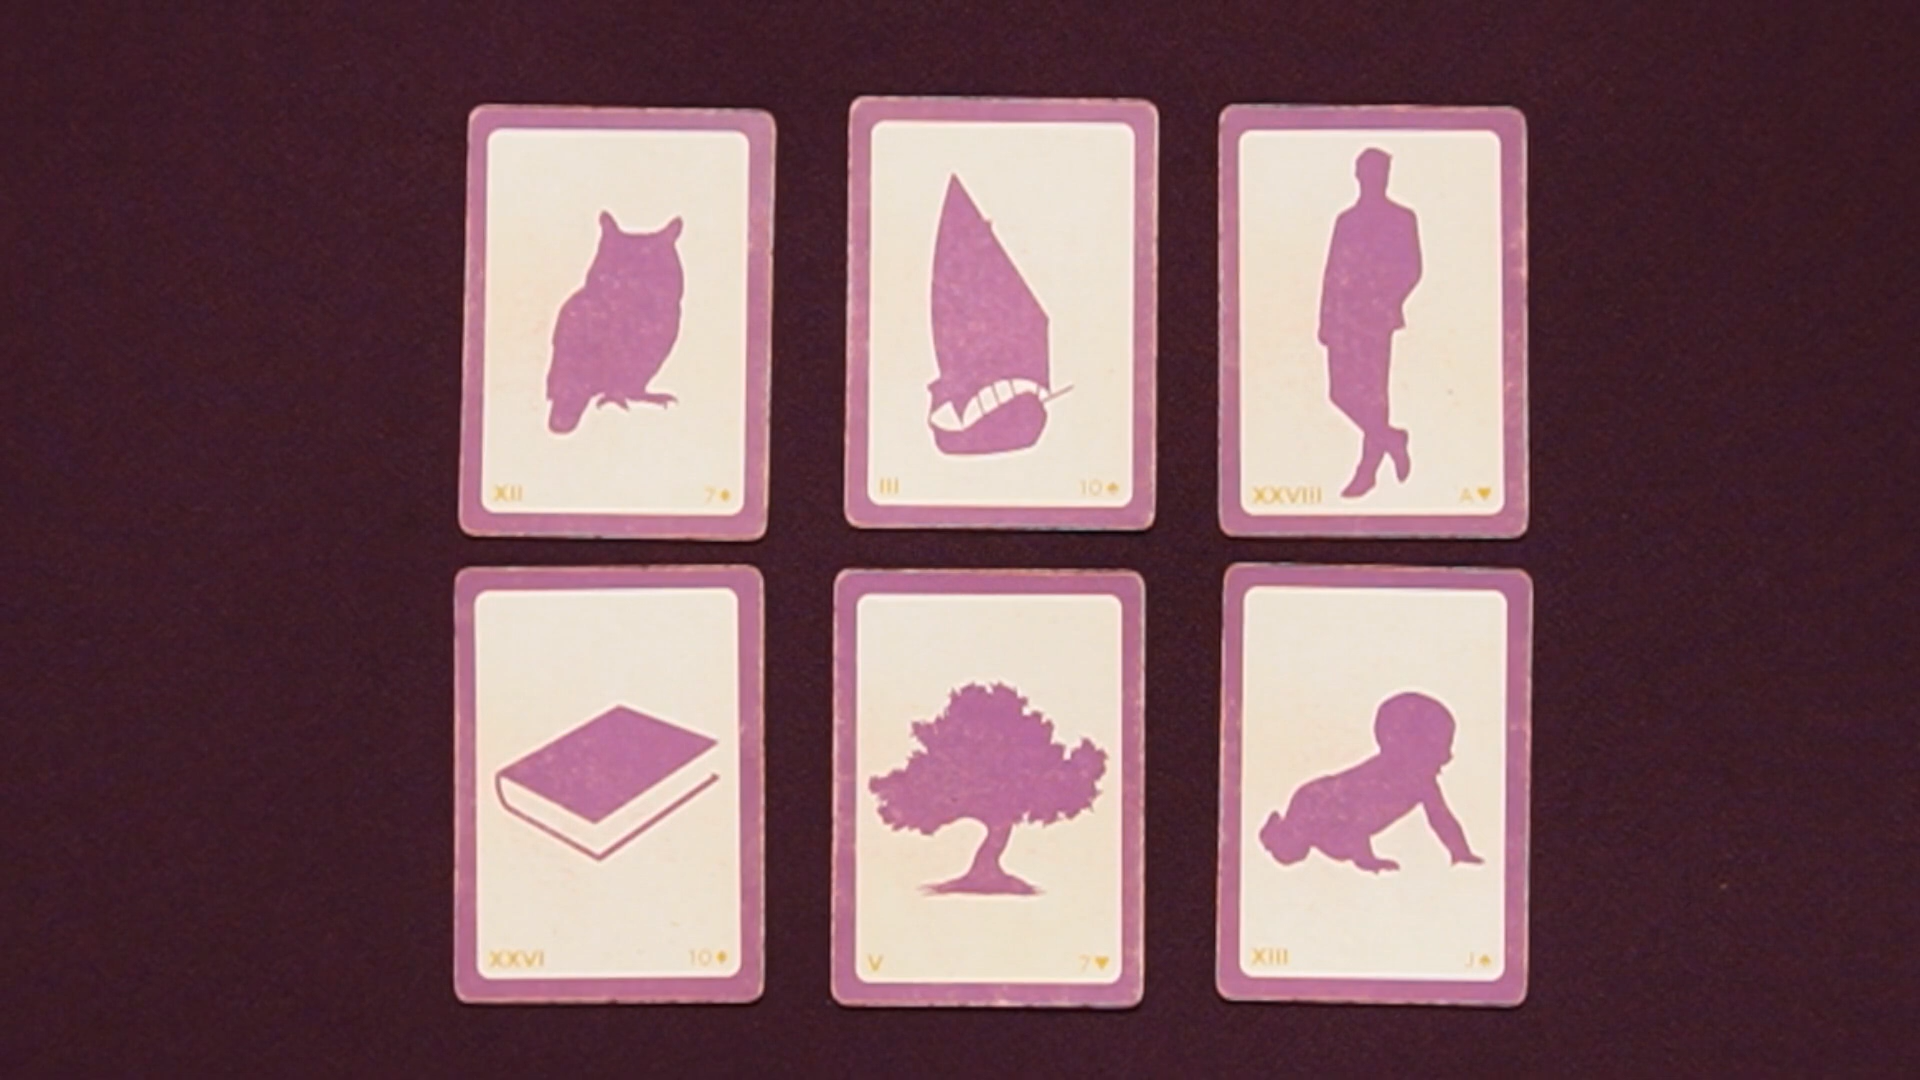 XII 7♦
III 10♠
XXVIII A♥
XXVI 10♦
V 7♥
XIII J♠